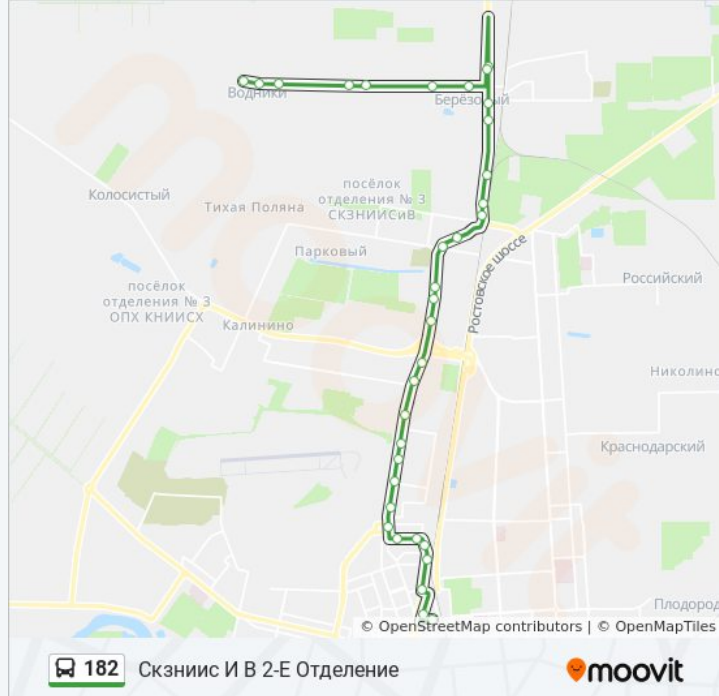 Водники
Берёзовый
Колосистый
посёлок
отделения № 3
СКЗНИИСиВ
Тихая Поляна
Парковый
Ростовское шоссе
посёлок
отделения № 3
ОПХ КНИИСХ
Российский
Калинино
Николино
Краснодарский
Плодород
© OpenStreetMap contributors | © OpenMapTiles
182 Скзниис И В 2-Е Отделение
moovit
moovit